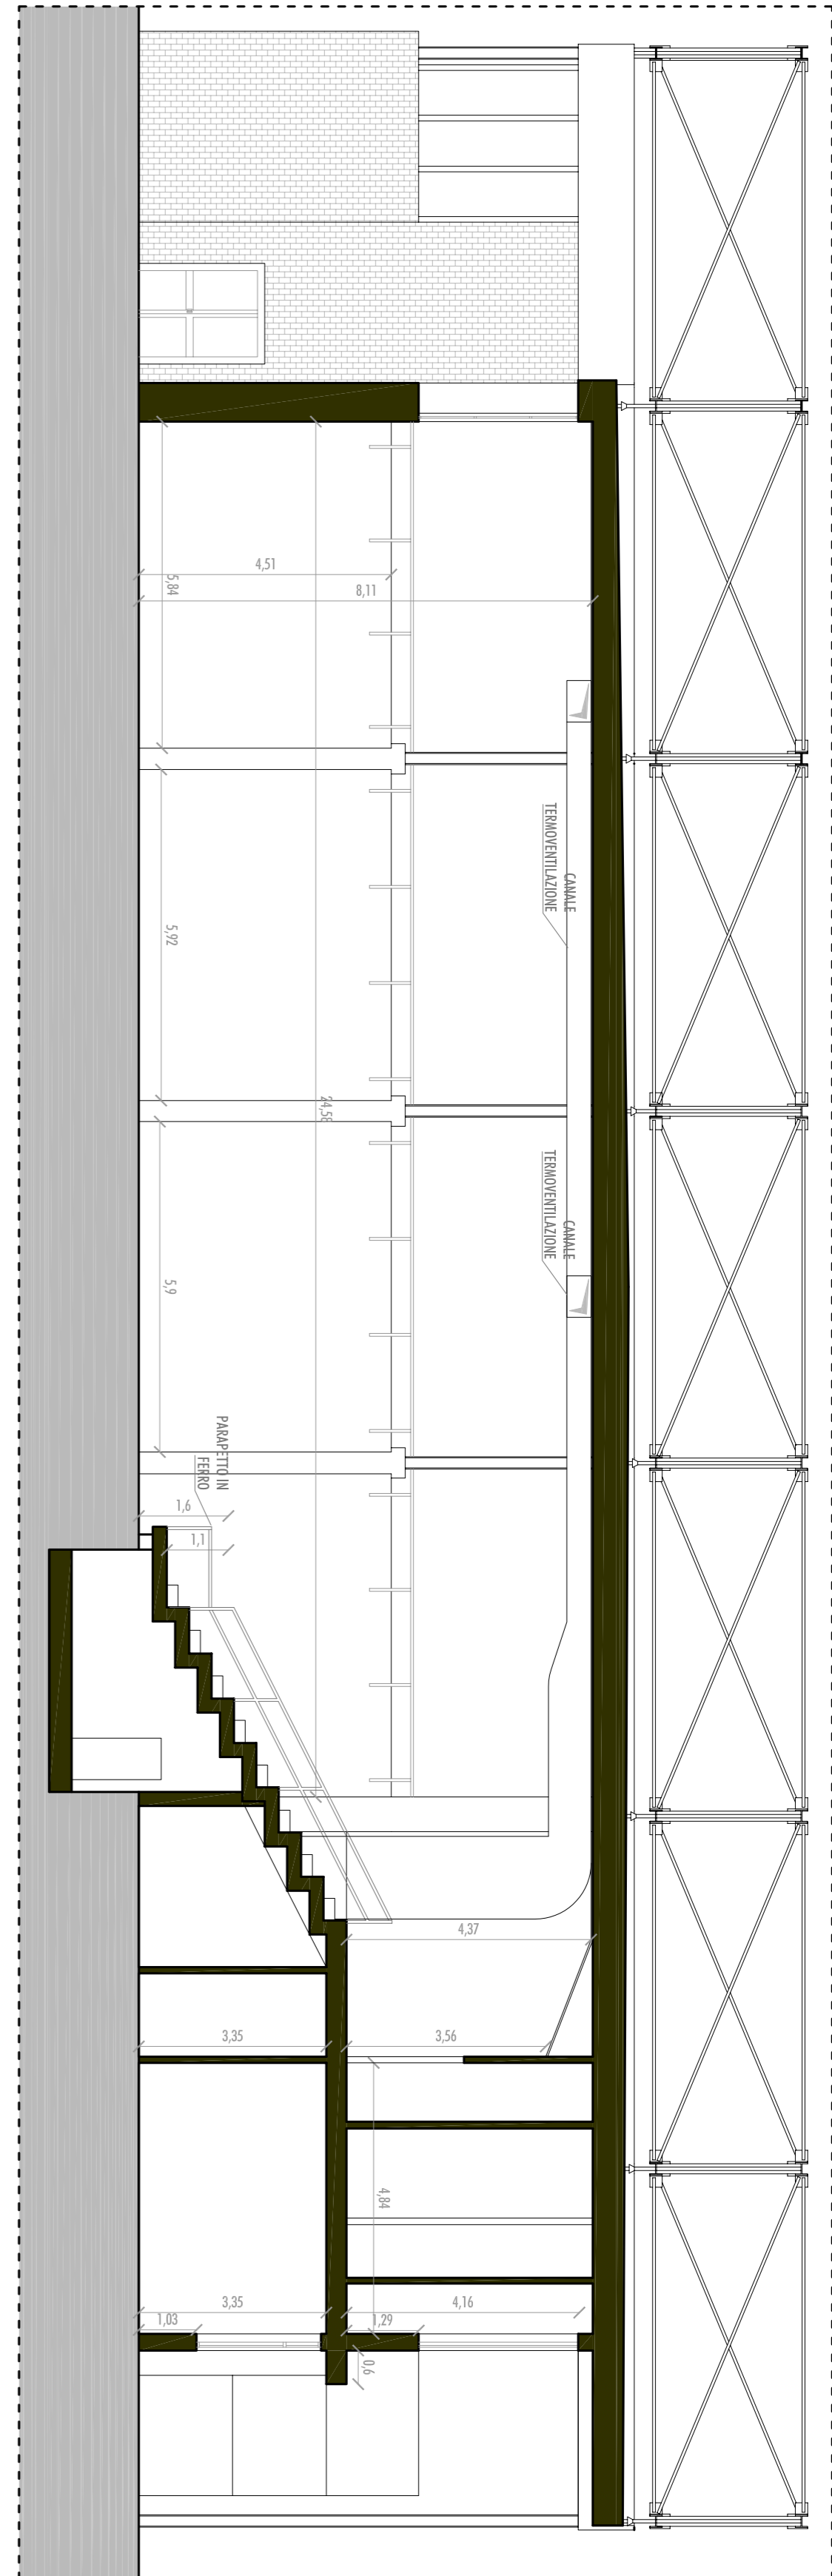 4,51
5,84
8,11
CANALE
TERMOVENTILAZIONE
5,92
24,58
CANALE
TERMOVENTILAZIONE
5,9
PARAPETTO IN
FERRO
1,6
1,1
4,37
3,35
3,56
4,84
3,35
4,16
1,03
1,29
0,6